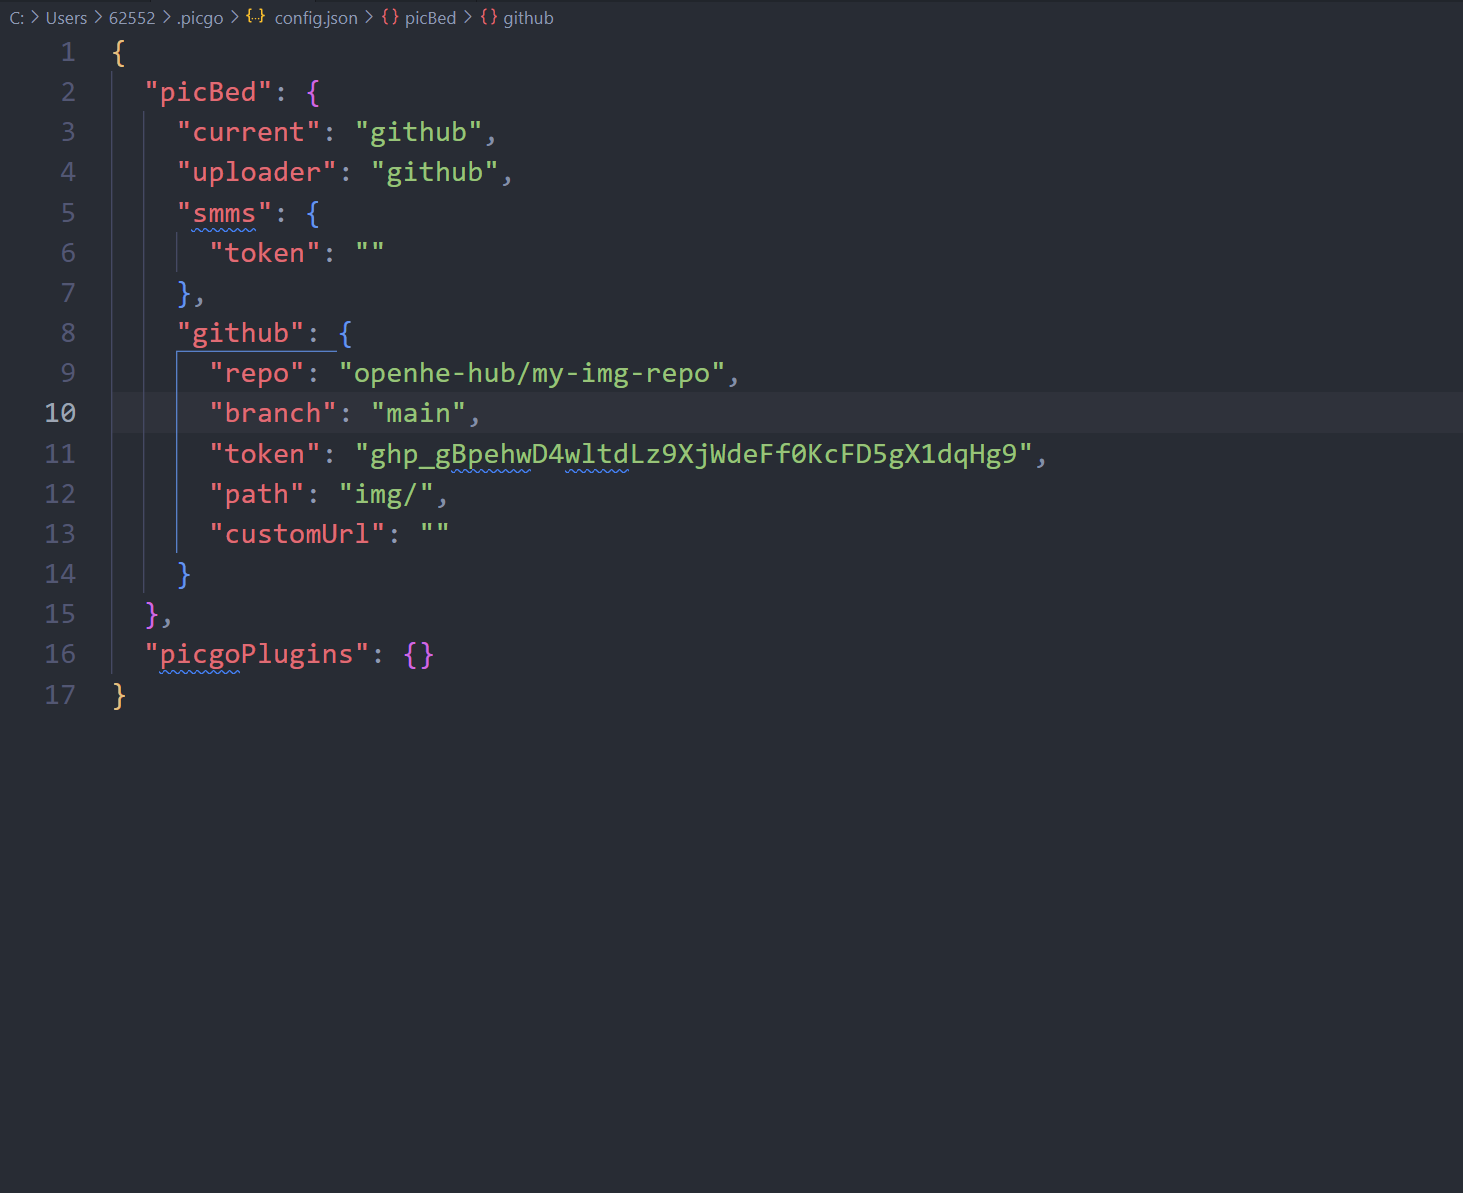 C: > Users > 62552 > .picgo > {..} config.json > {} picBed > {} github
1 {
2 "picBed": {
3 "current": "github",
4 "uploader": "github",
5 "smms": {
6 "token": ""
7 },
8 "github": {
9 "repo": "openhe-hub/my-img-repo",
10 "branch": "main",
11 "token": "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",
12 "path": "img/",
13 "customUrl": ""
14 }
15 },
16 "picgoPlugins": {}
17 }